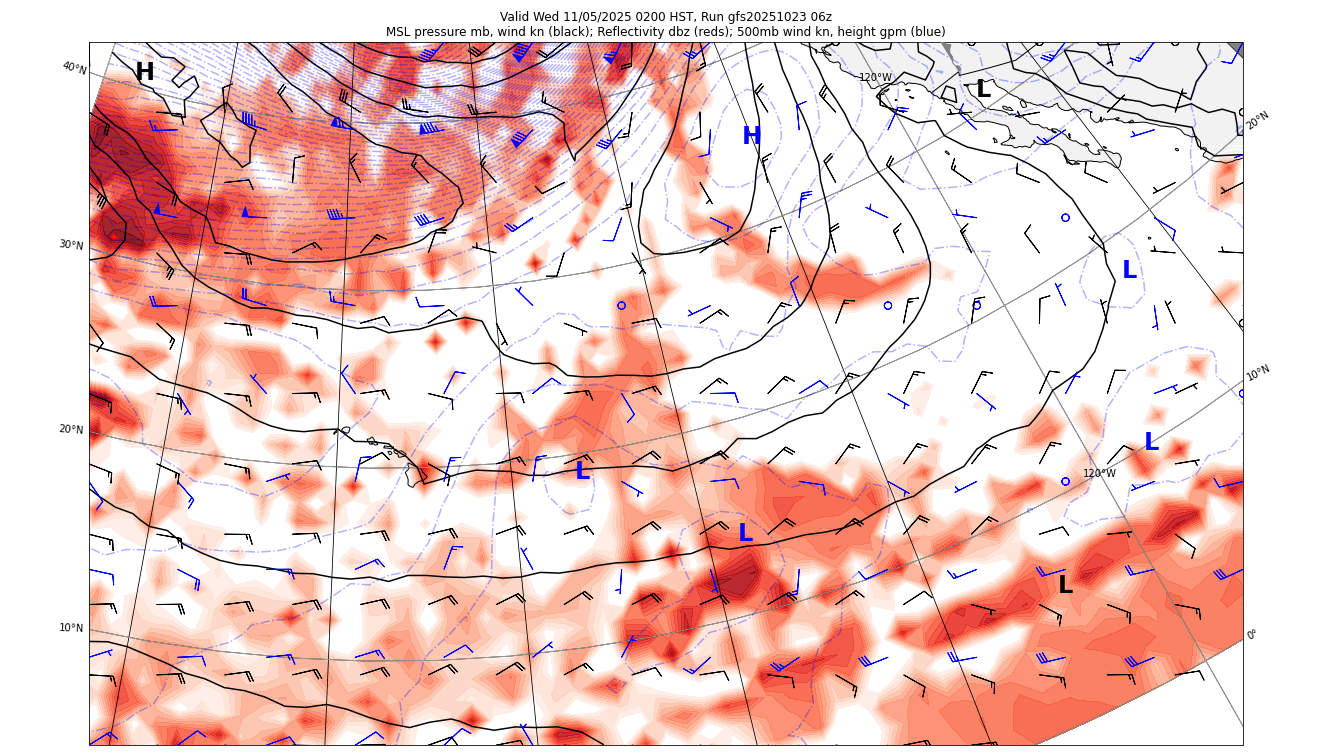 Valid Wed 11/05/2025 0200 HST, Run gfs20251023 06z
MSL pressure mb, wind kn (black); Reflectivity dbz (reds); 500mb wind kn, height gpm (blue)
40°N
H
120°W
L
20°N
H
30°N
L
10°N
20°N
L
L
120°W
L
L
10°N
0°